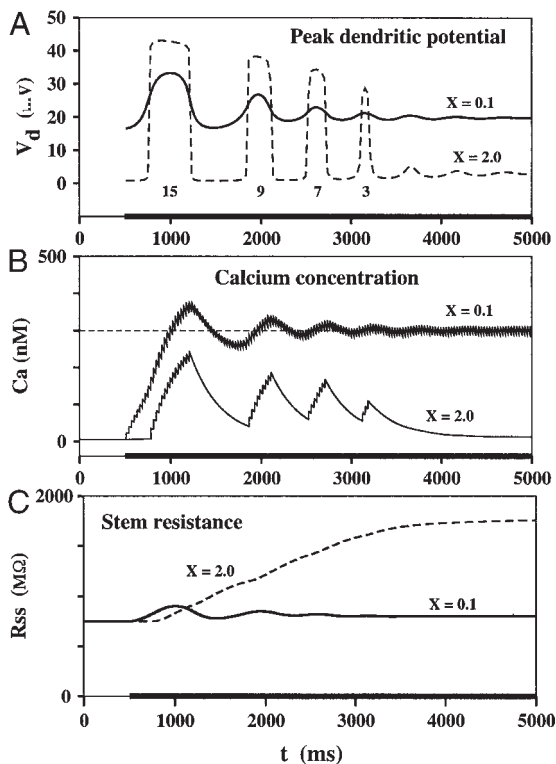 A
50
Peak dendritic potential
40
30
X = 0.1
20
10
X = 2.0
0
15
9
7
3
Vd (...v)
0
1000
2000
3000
4000
5000
B
500
Calcium concentration
X = 0.1
Ca (nM)
X = 2.0
0
0
1000
2000
3000
4000
5000
C
2000
Stem resistance
X = 2.0
Rss (MΩ)
X = 0.1
0
0
1000
2000
3000
4000
5000
t (ms)